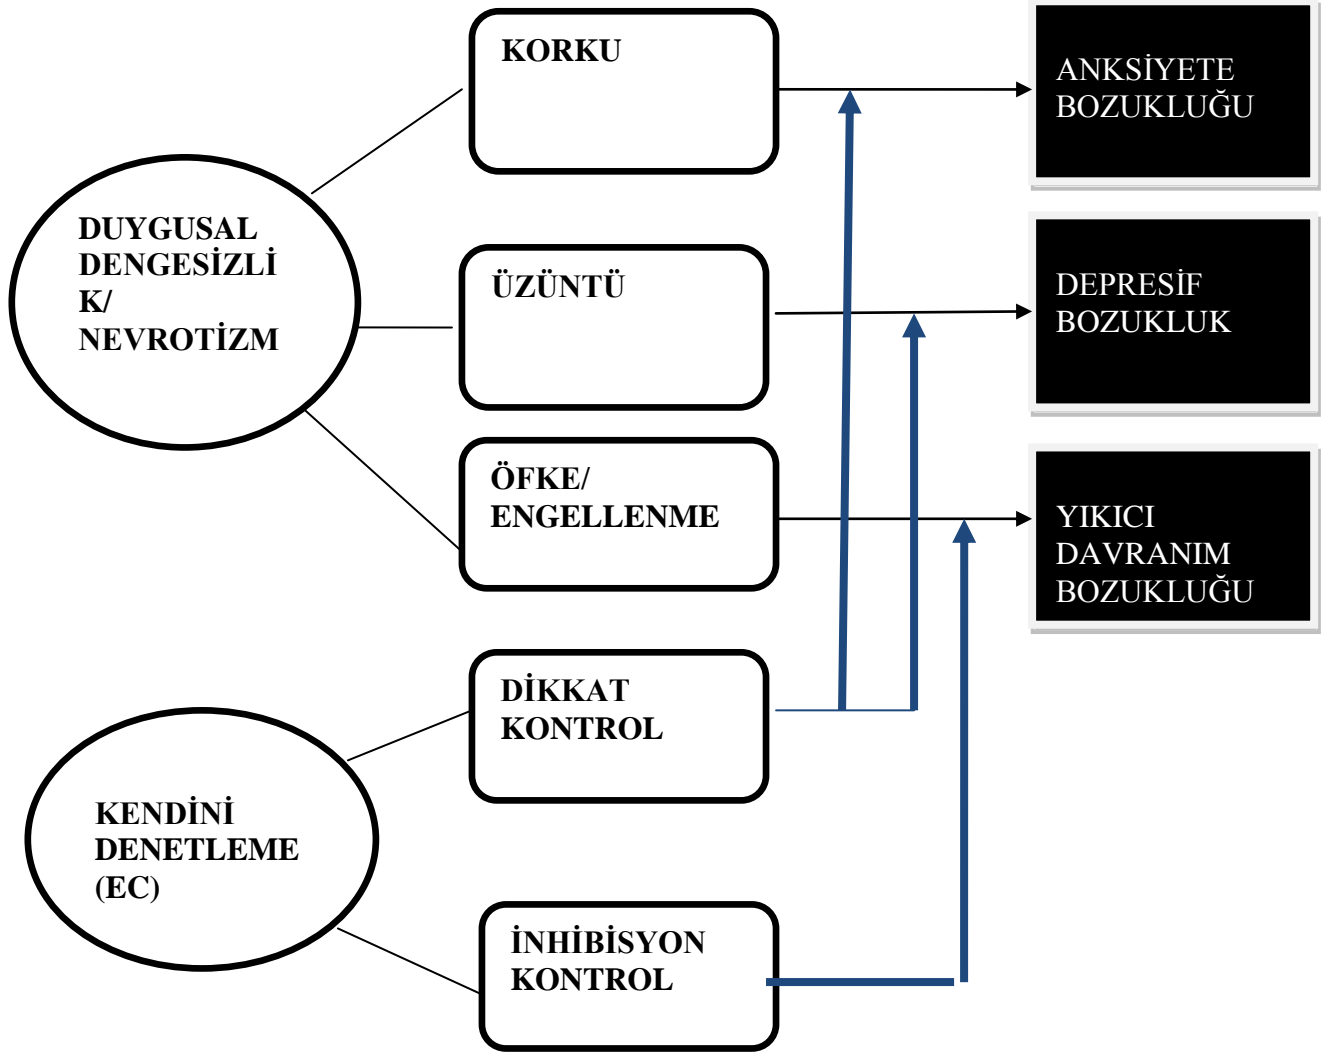 KORKU
ANKSİYETE
BOZUKLUĞU
DUYGUSAL
DENGESİZLİ
K/
NEVROTİZM
ÜZÜNTÜ
DEPRESİF
BOZUKLUK
ÖFKE/
ENGELLENME
YIKICI
DAVRANIM
BOZUKLUĞU
DİKKAT
KONTROL
KENDİNİ
DENETLEME
(EC)
İNHİBİSYON
KONTROL